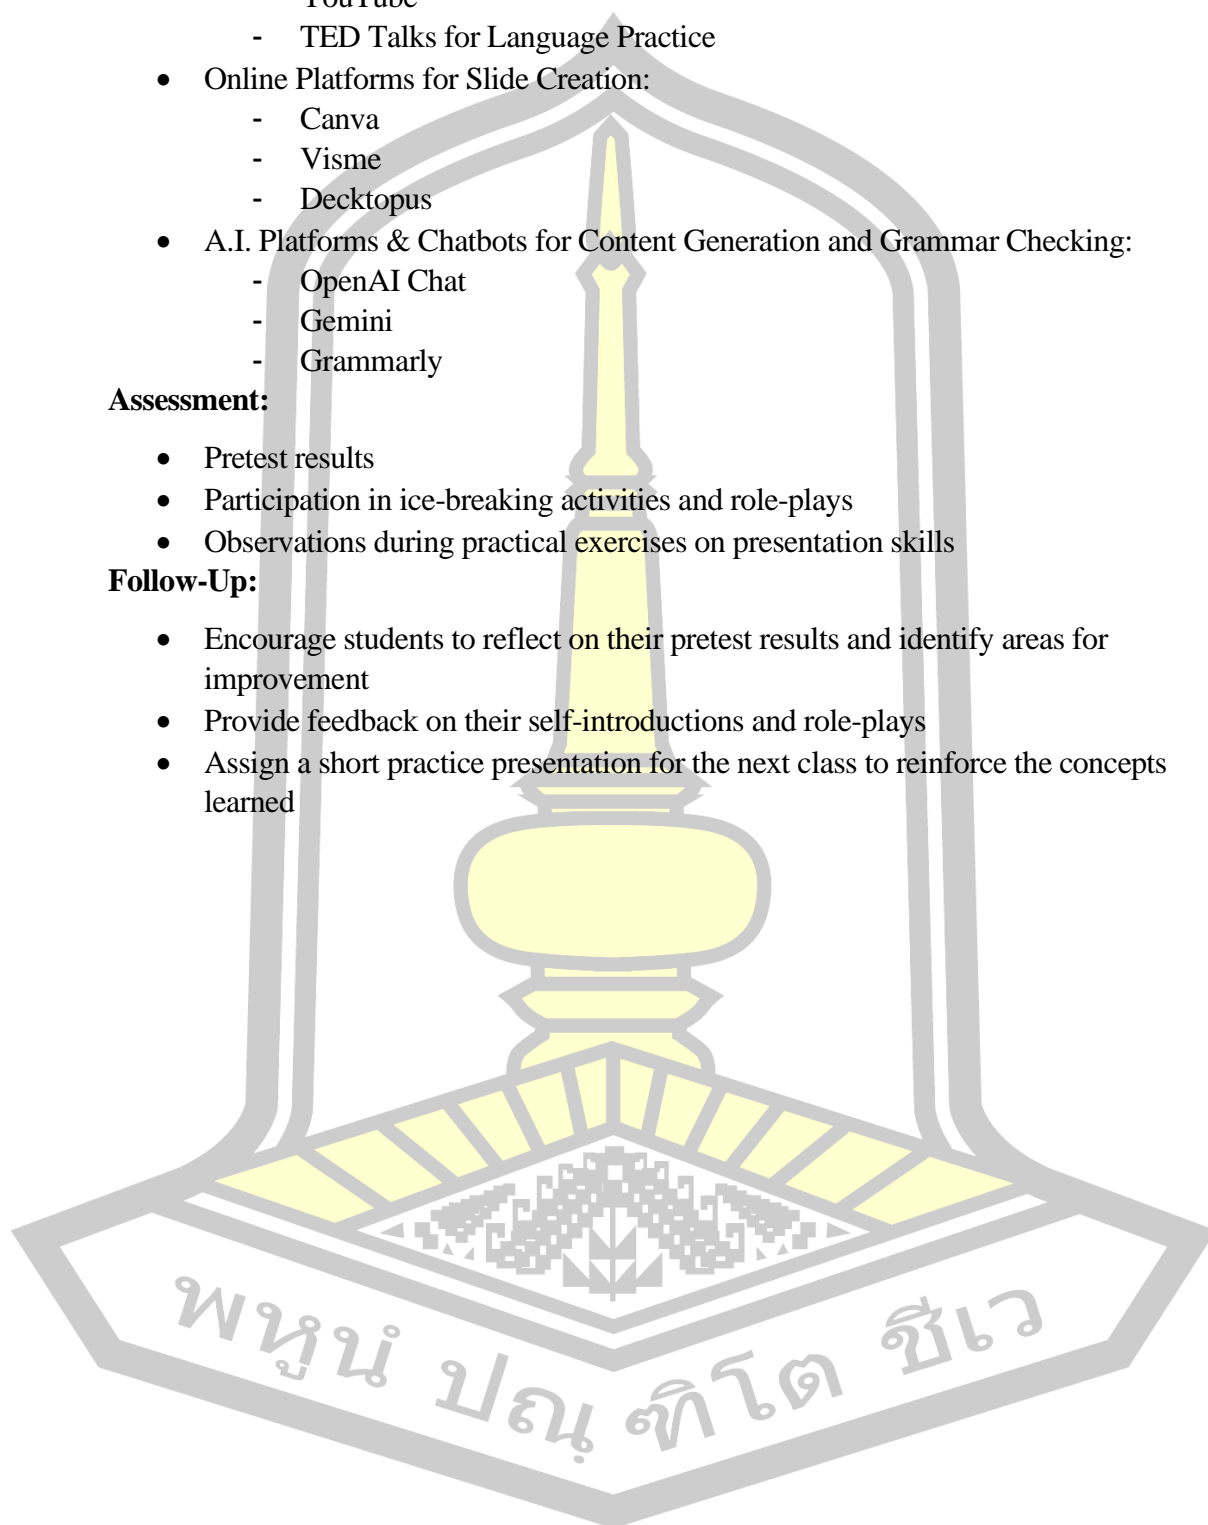 YouTube
- TED Talks for Language Practice
• Online Platforms for Slide Creation:
- Canva
- Visme
- Decktopus
• A.I. Platforms & Chatbots for Content Generation and Grammar Checking:
- OpenAI Chat
- Gemini
- Grammarly
Assessment:
• Pretest results
• Participation in ice-breaking activities and role-plays
• Observations during practical exercises on presentation skills
Follow-Up:
• Encourage students to reflect on their pretest results and identify areas for
improvement
• Provide feedback on their self-introductions and role-plays
• Assign a short practice presentation for the next class to reinforce the concepts
learned
พหูนํ ปณฺฑิโต ชีเว